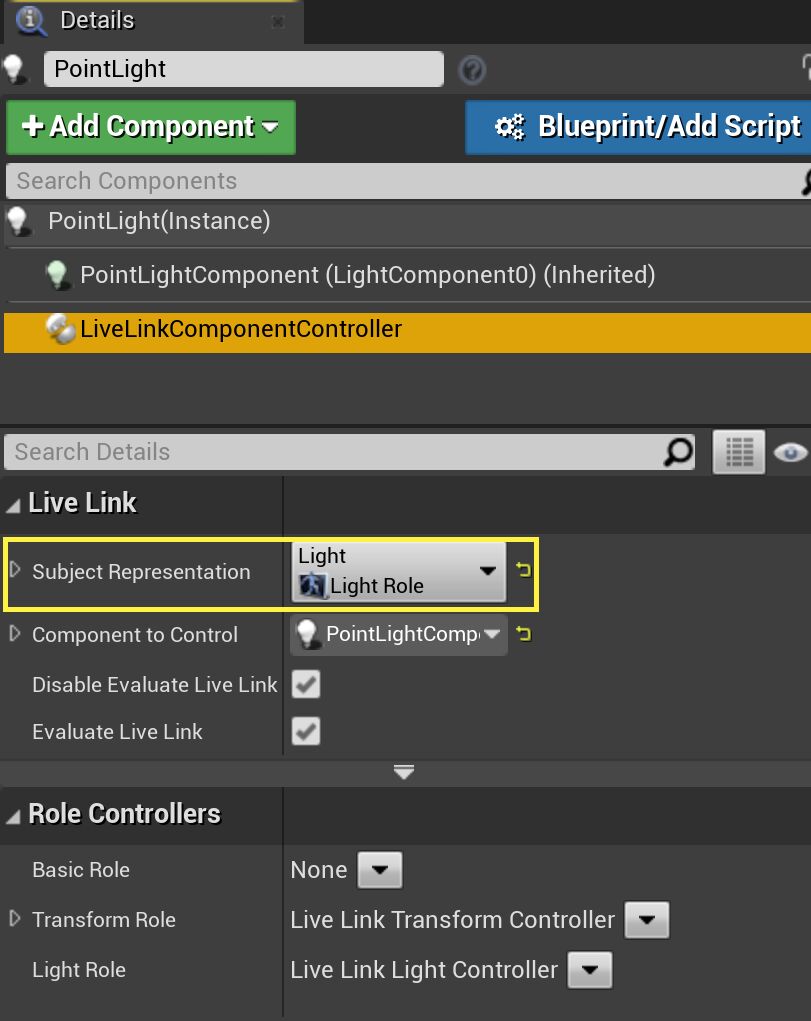 Details
PointLight
Add Component
Blueprint/Add Script
Search Components
PointLight(Instance)
PointLightComponent (LightComponent0) (Inherited)
LiveLinkComponentController
Search Details
Live Link
Subject Representation
Light
Light Role
Component to Control
PointLightComp
Disable Evaluate Live Link
Evaluate Live Link
Role Controllers
Basic Role
None
Transform Role
Live Link Transform Controller
Light Role
Live Link Light Controller